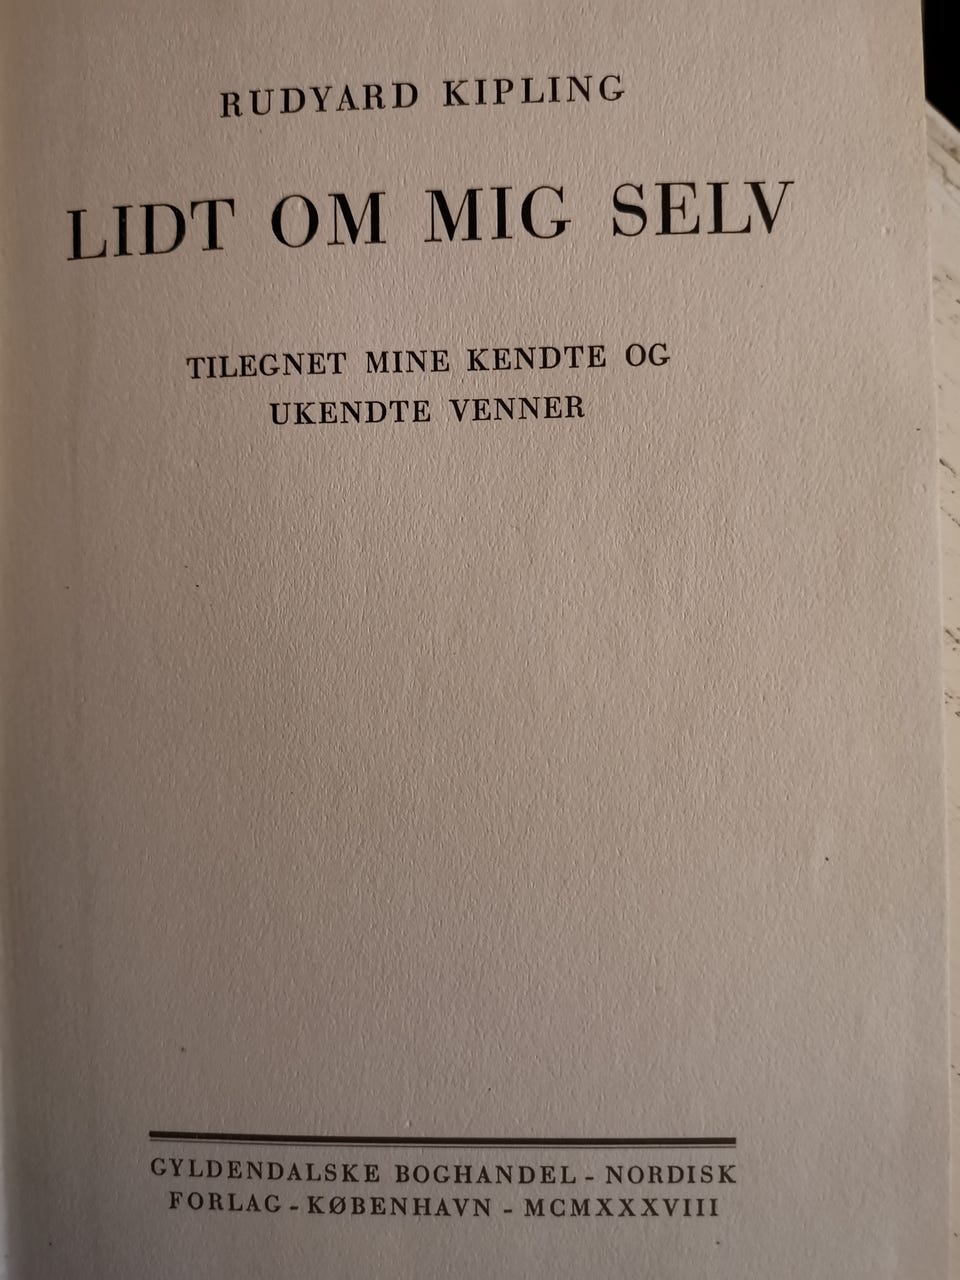 RUDYARD KIPLING
LIDT OM MIG SELV
TILEGNET MINE KENDTE OG
UKENDTE VENNER
GYLDENDALSKE BOGHANDEL - NORDISK
FORLAG - KØBENHAVN - MCMXXXVIII